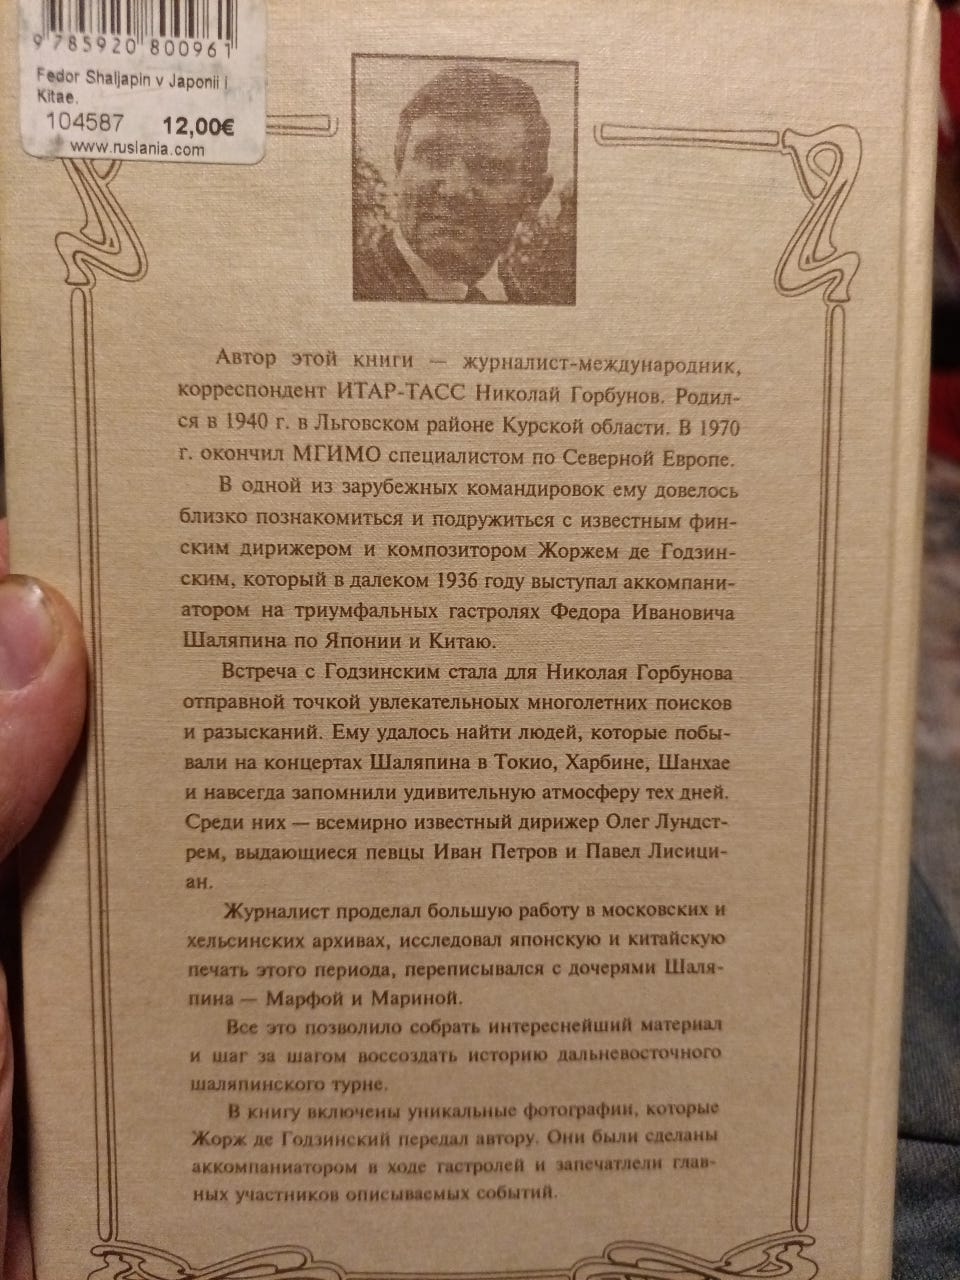 9 785920 800961
Fedor Shaljapin v Japonii i
Kitae.
104587 12,00€
www.ruslania.com
Автор этой книги — журналист-международник,
корреспондент ИТАР-ТАСС Николай Горбунов. Родил-
ся в 1940 г. в Льговском районе Курской области. В 1970
г. окончил МГИМО специалистом по Северной Европе.
В одной из зарубежных командировок ему довелось
близко познакомиться и подружиться с известным фин-
ским дирижером и композитором Жоржем де Годзин-
ским, который в далеком 1936 году выступал аккомпани-
атором на триумфальных гастролях Федора Ивановича
Шаляпина по Японии и Китаю.
Встреча с Годзинским стала для Николая Горбунова
отправной точкой увлекательноых многолетних поисков
и разысканий. Ему удалось найти людей, которые побы-
вали на концертах Шаляпина в Токио, Харбине, Шанхае
и навсегда запомнили удивительную атмосферу тех дней.
Среди них — всемирно известный дирижер Олег Лундст-
рем, выдающиеся певцы Иван Петров и Павел Лисици-
ан.
Журналист проделал большую работу в московских и
хельсинских архивах, исследовал японскую и китайскую
печать этого периода, переписывался с дочерями Шаля-
пина — Марфой и Мариной.
Все это позволило собрать интереснейший материал
и шаг за шагом воссоздать историю дальневосточного
шаляпинского турне.
В книгу включены уникальные фотографии, которые
Жорж де Годзинский передал автору. Они были сделаны
аккомпаниатором в ходе гастролей и запечатлели глав-
ных участников описываемых событий.